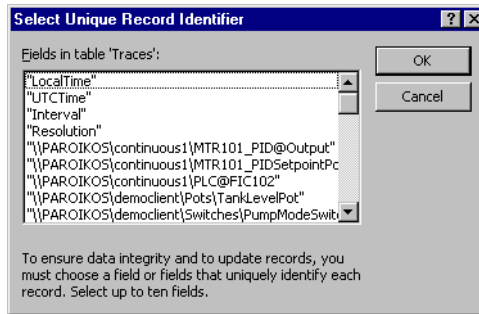 Select Unique Record Identifier
Fields in table 'Traces':
"LocalTime"
"UTCTime"
"Interval"
"Resolution"
"\\PAROIKOS\continuous1\MTR101_PID@Output"
"\\PAROIKOS\continuous1\MTR101_PIDSetpointPo
"\\PAROIKOS\continuous1\PLC@FIC102"
"\\PAROIKOS\democlient\Pots\TankLevelPot"
"\\PAROIKOS\democlient\Switches\PumpModeSwit
OK
Cancel
To ensure data integrity and to update records, you
must choose a field or fields that uniquely identify each
record. Select up to ten fields.